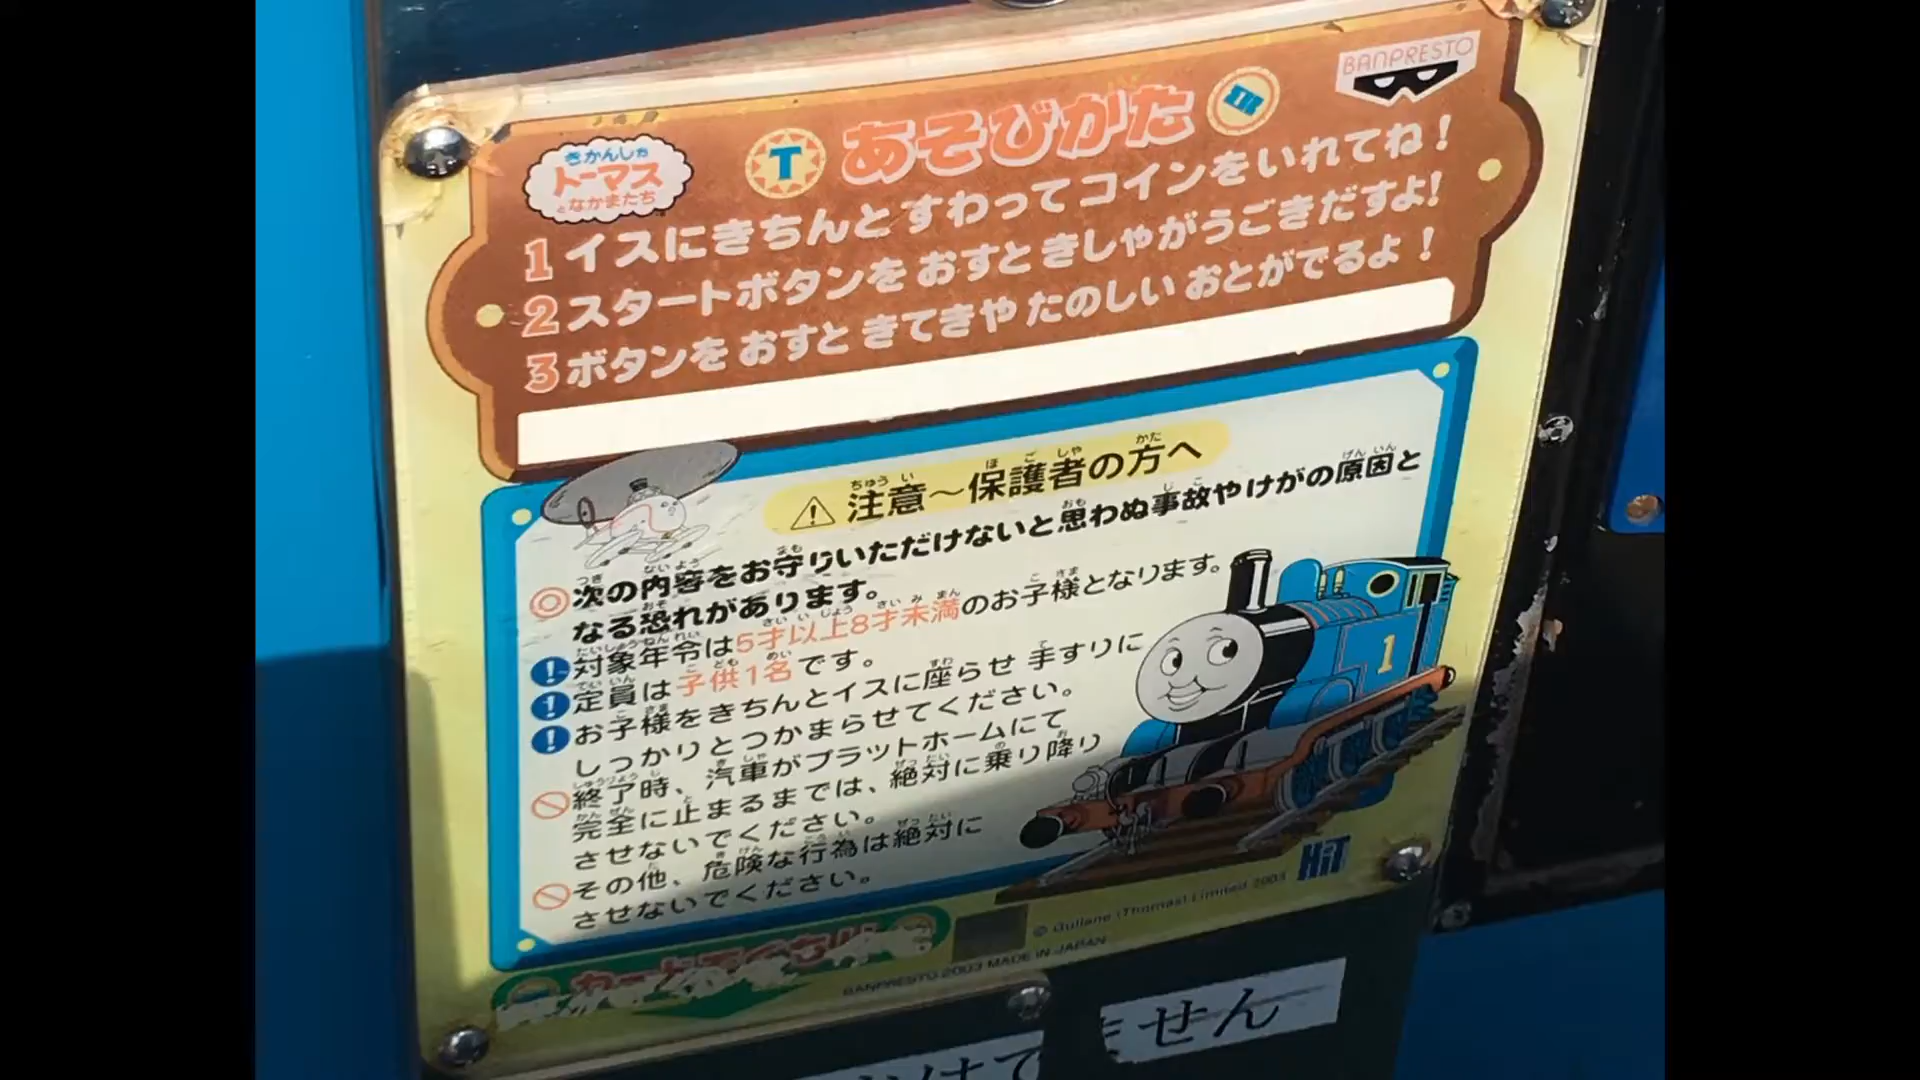 BANPRESTO
きかんしゃ
トーマス
となかまたち
T あそびかた
1 イスにきちんと すわってコインをいれてね！
2 スタートボタンを おすと きしゃがうごきだすよ！
3 ボタンを おすと きてきや たのしい おとがでるよ！
⚠ 注意～保護者の方へ
◎次の内容をお守りいただけないと思わぬ事故やけがの原因と
なる恐れがあります。
！対象年令は5才以上8才未満のお子様となります。
！定員は子供1名です。
！お子様をきちんとイスに座らせ 手すりに
しっかりとつかまらせてください。
終了時、汽車がプラットホームにて
完全に止まるまでは、絶対に乗り降り
させないでください。
その他、危険な行為は絶対に
させないでください。
1
HiT
© Gullane (Thomas) Limited 2003
BANPRESTO 2003 MADE IN JAPAN
ません